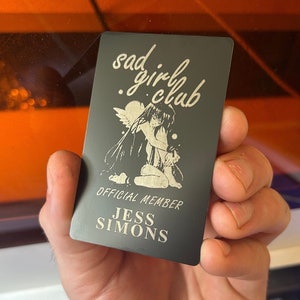 sad
girl
club
OFFICIAL MEMBER
JESS
SIMONS